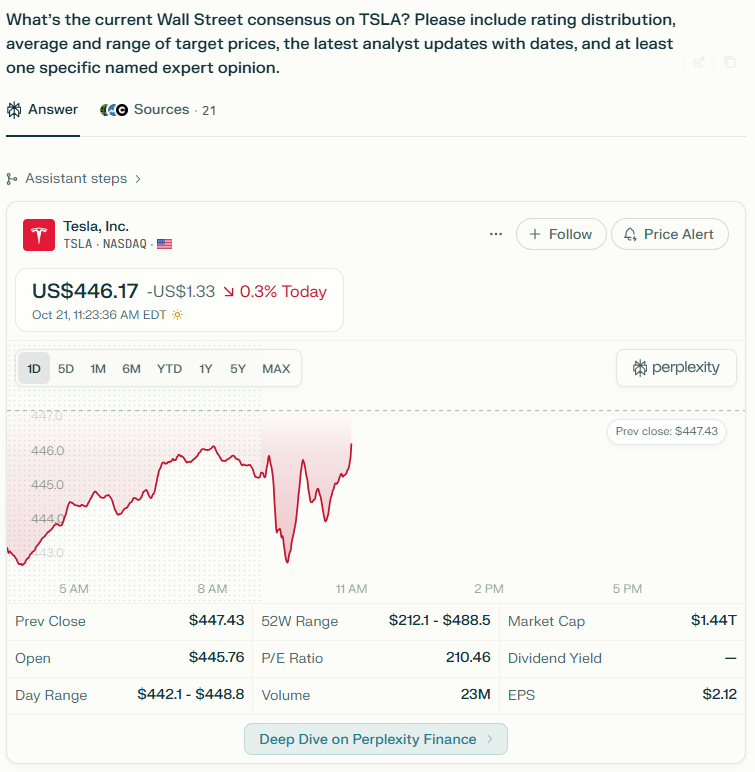 What's the current Wall Street consensus on TSLA? Please include rating distribution,
average and range of target prices, the latest analyst updates with dates, and at least
one specific named expert opinion.
Answer
Sources · 21
Assistant steps >
Tesla, Inc.
TSLA · NASDAQ ·
+ Follow
Price Alert
US$446.17 -US$1.33 ↘ 0.3% Today
Oct 21, 11:23:36 AM EDT
1D 5D 1M 6M YTD 1Y 5Y MAX
perplexity
447.0
Prev close: $447.43
446.0
445.0
444.0
443.0
5 AM 8 AM 11 AM 2 PM 5 PM
Prev Close $447.43 52W Range $212.1 - $488.5 Market Cap $1.44T
Open $445.76 P/E Ratio 210.46 Dividend Yield —
Day Range $442.1 - $448.8 Volume 23M EPS $2.12
Deep Dive on Perplexity Finance >